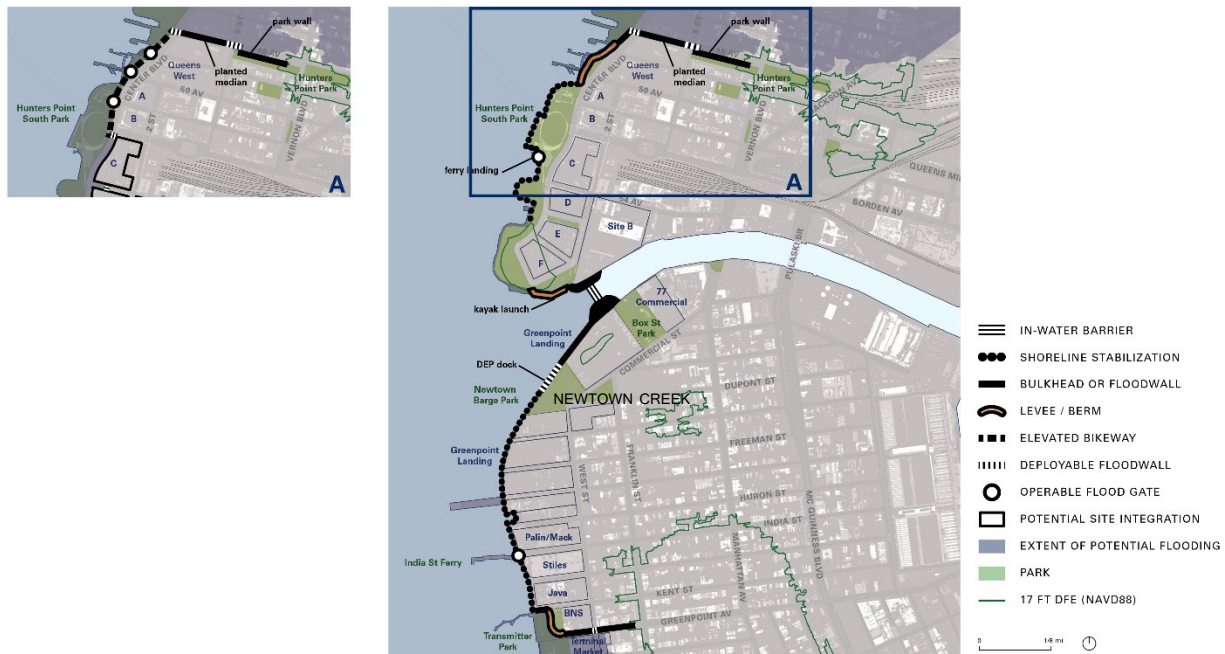 park wall
planted
median
Queens
West
CENTER BLVD
50 AV
Hunters
Point Park
Hunters Point
South Park
A
B
2 ST
VERNON BLVD
C
A
park wall
planted
median
Queens
West
CENTER BLVD
50 AV
Hunters
Point Park
JACKSON AV
Hunters Point
South Park
A
B
2 ST
VERNON BLVD
ferry landing
C
A
D
54 AV
Site B
BORDEN AV
E
F
PULASKI BR
kayak launch
77
Commercial
Box St
Park
Greenpoint
Landing
COMMERCIAL ST
DEP dock
Newtown
Barge Park
NEWTOWN CREEK
DUPONT ST
Greenpoint
Landing
WEST ST
FRANKLIN ST
FREEMAN ST
HURON ST
MC GUINNESS BLVD
INDIA ST
Palin/Mack
MANHATTAN AV
India St Ferry
Stiles
Java
KENT ST
BNS
GREENPOINT AV
Transmitter
Park
Terminal
Market
IN-WATER BARRIER
SHORELINE STABILIZATION
BULKHEAD OR FLOODWALL
LEVEE / BERM
ELEVATED BIKEWAY
DEPLOYABLE FLOODWALL
OPERABLE FLOOD GATE
POTENTIAL SITE INTEGRATION
EXTENT OF POTENTIAL FLOODING
PARK
17 FT DFE (NAVD88)
0
1/8 mi